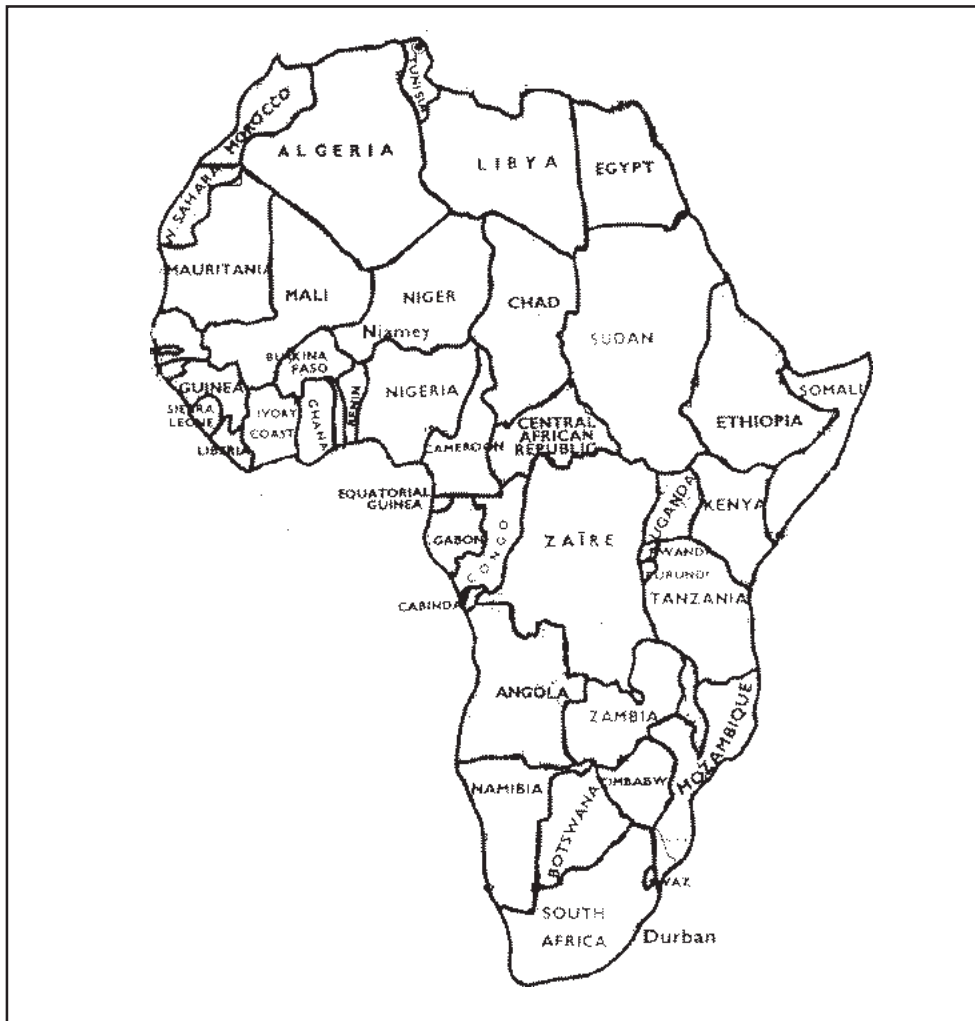 TUNISIA
MOROCCO
ALGERIA
LIBYA
EGYPT
W. SAHARA
MAURITANIA
MALI
NIGER
CHAD
Niamey
SUDAN
BURKINA
FASO
GUINEA
NIGERIA
SOMALI
SIERRA
LEONE
IVORY
COAST
GHANA
BENIN
ETHIOPIA
LIBERIA
CAMEROON
CENTRAL
AFRICAN
REPUBLIC
EQUATORIAL
GUINEA
UGANDA
KENYA
GABON
CONGO
ZAÏRE
RWANDA
BURUNDI
CABINDA
TANZANIA
ANGOLA
ZAMBIA
MOZAMBIQUE
NAMIBIA
BOTSWANA
IMBABW
SOUTH
AFRICA
Durban